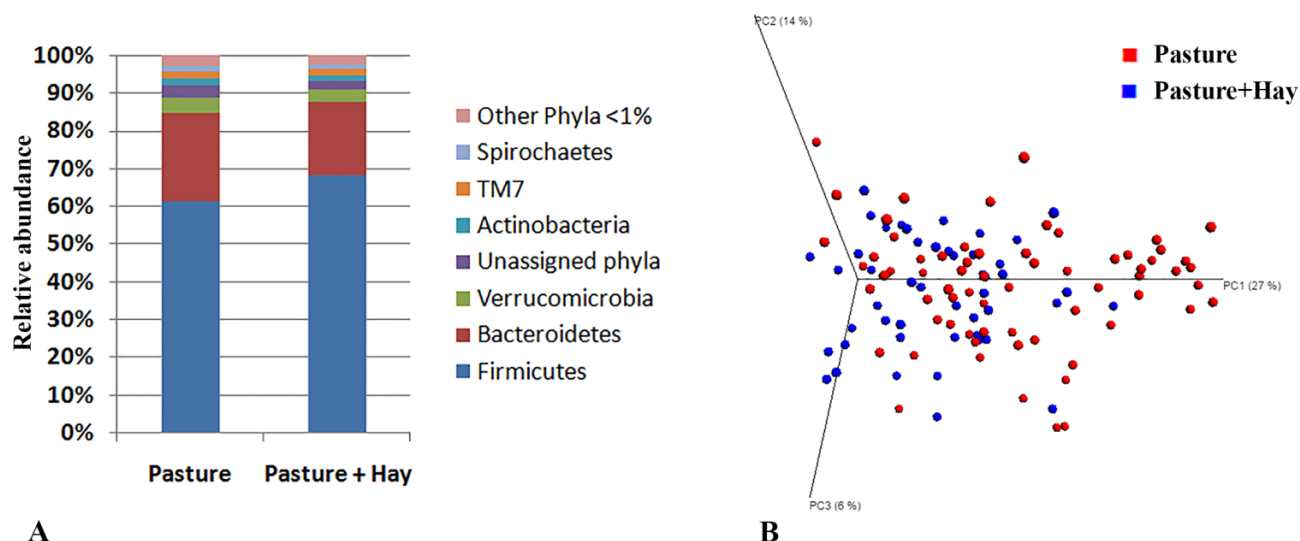 100%
90%
80%
70%
60%
50%
40%
30%
20%
10%
0%
Relative abundance
Pasture
Pasture + Hay
Other Phyla <1%
Spirochaetes
TM7
Actinobacteria
Unassigned phyla
Verrucomicrobia
Bacteroidetes
Firmicutes
A
PC2 (14 %)
Pasture
Pasture+Hay
PC1 (27 %)
PC3 (6 %)
B